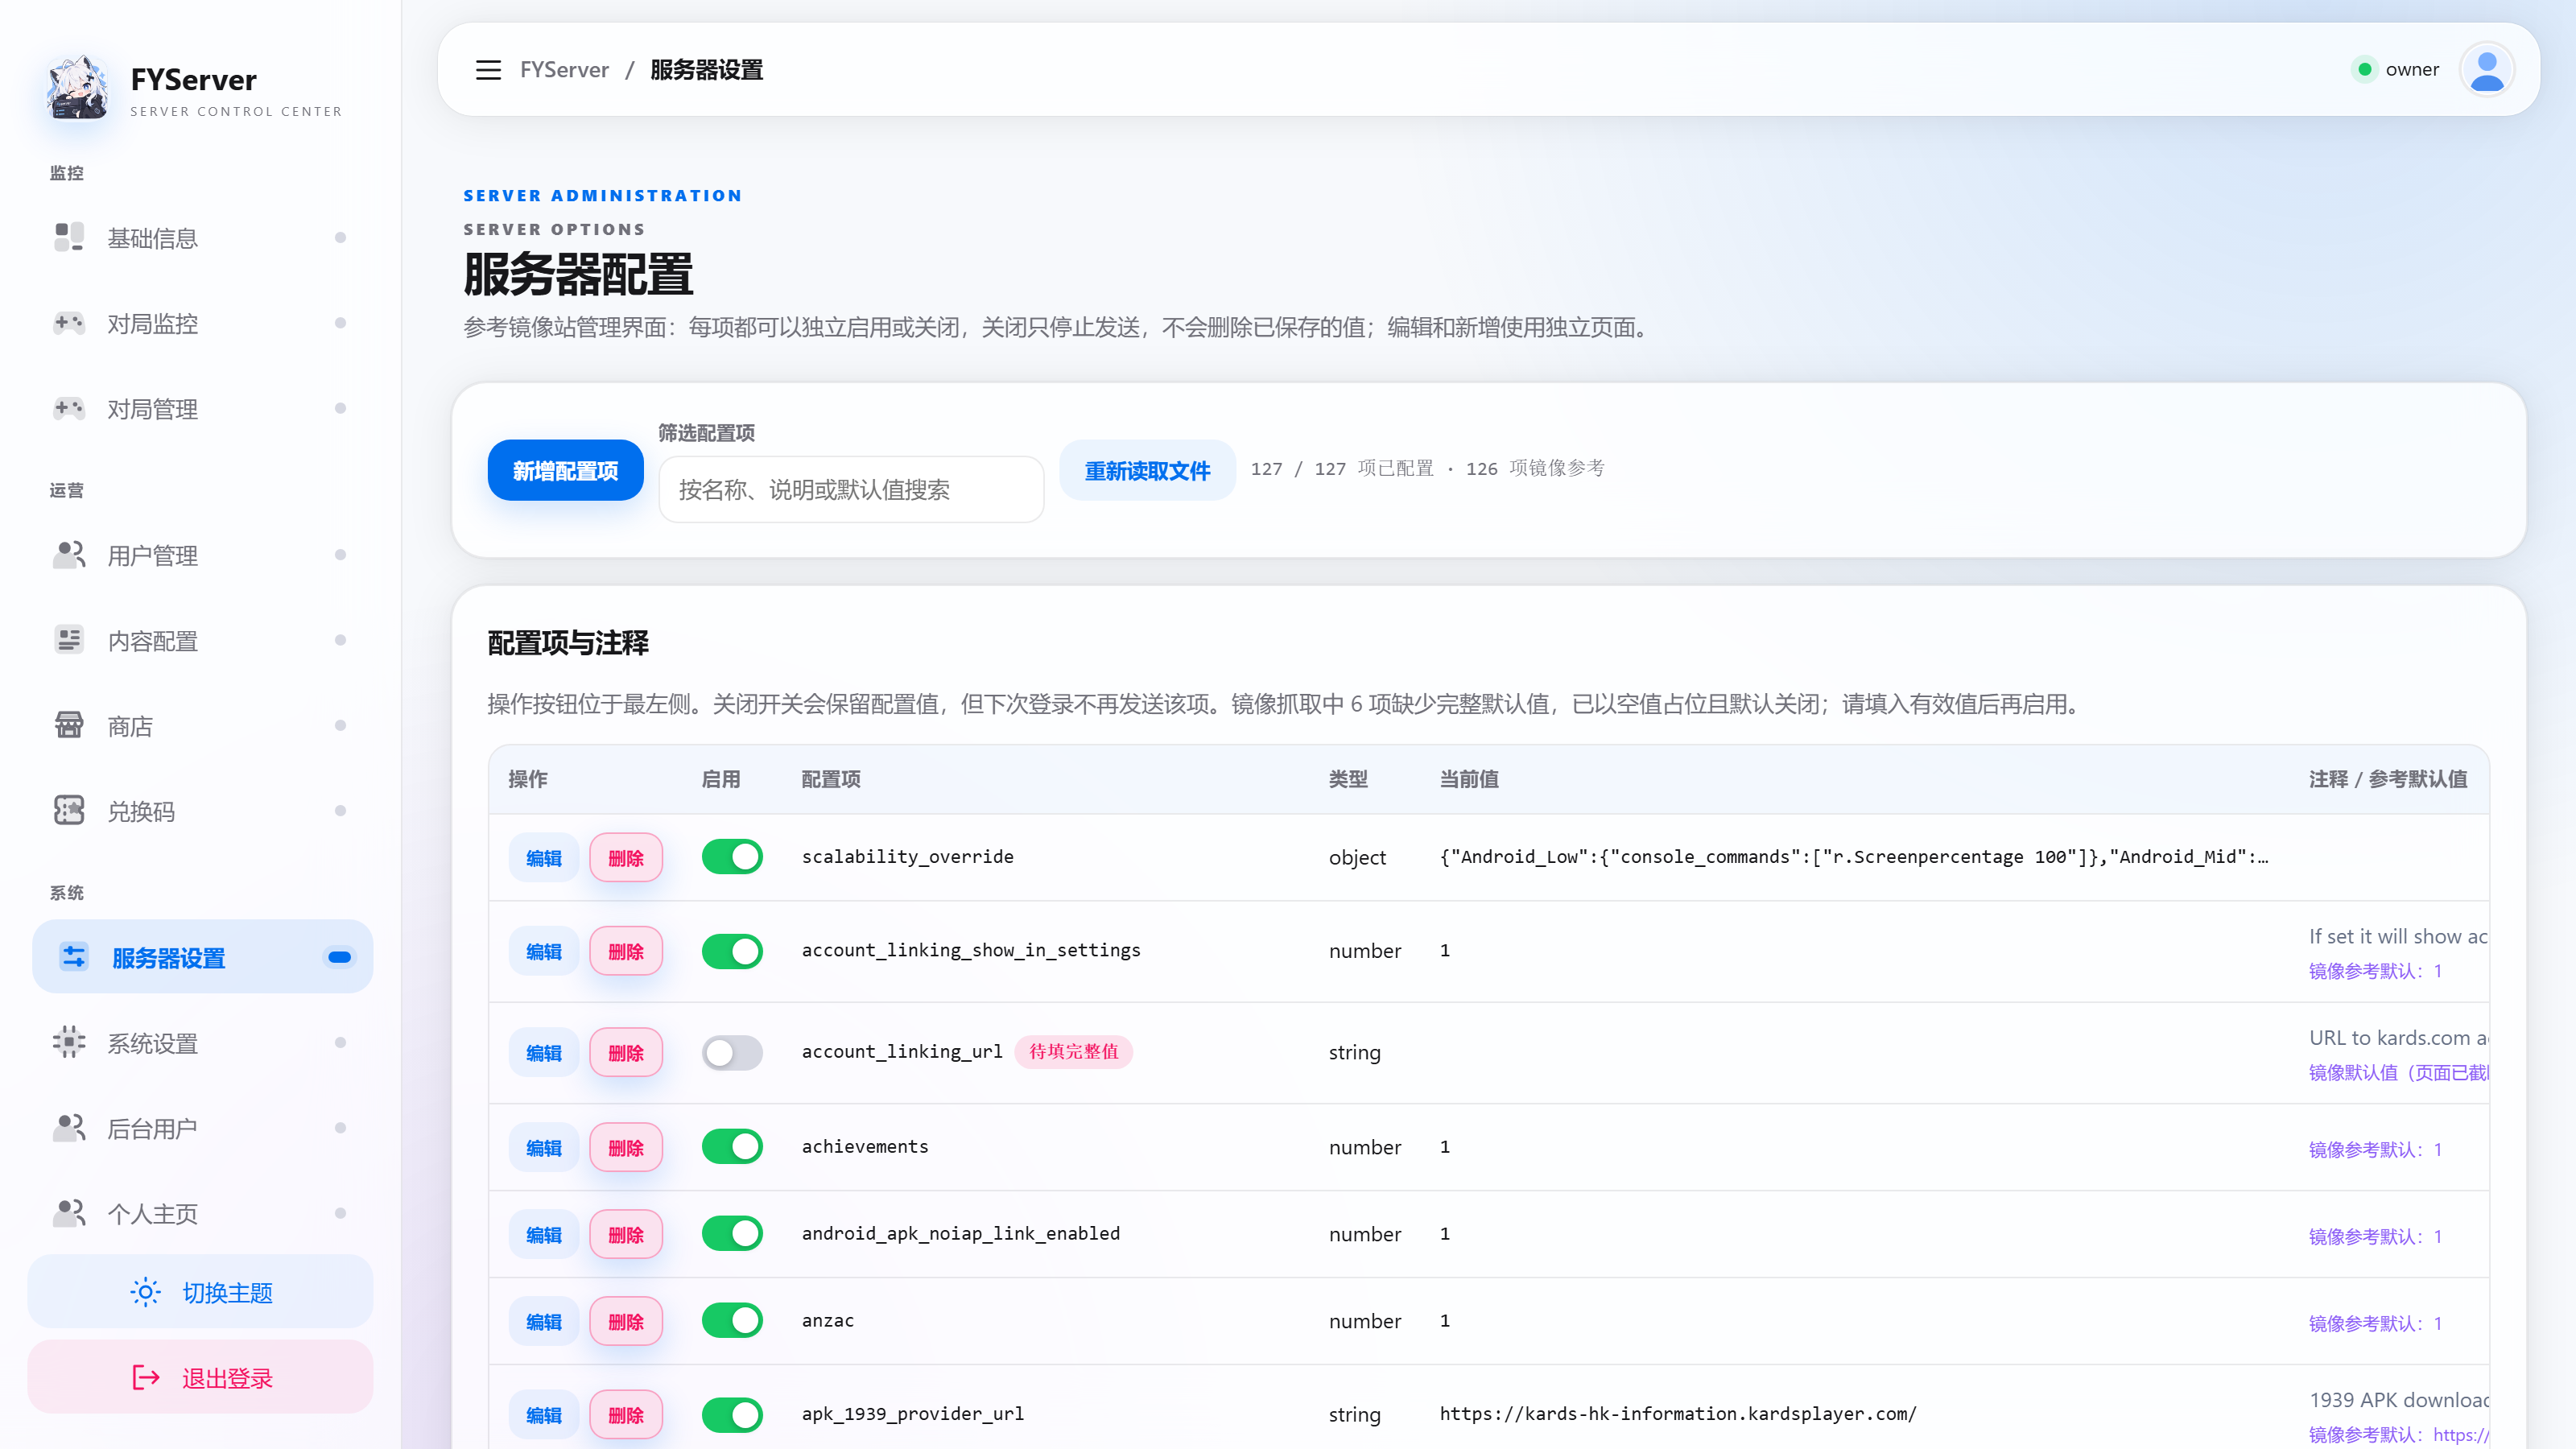 FYServer
SERVER CONTROL CENTER
监控
基础信息
对局监控
对局管理
运营
用户管理
内容配置
商店
兑换码
系统
服务器设置
系统设置
后台用户
个人主页
切换主题
退出登录
FYServer / 服务器设置
owner
SERVER ADMINISTRATION
SERVER OPTIONS
服务器配置
参考镜像站管理界面：每项都可以独立启用或关闭，关闭只停止发送，不会删除已保存的值；编辑和新增使用独立页面。
新增配置项
筛选配置项
按名称、说明或默认值搜索
重新读取文件
127 / 127 项已配置 · 126 项镜像参考
配置项与注释
操作按钮位于最左侧。关闭开关会保留配置值，但下次登录不再发送该项。镜像抓取中 6 项缺少完整默认值，已以空值占位且默认关闭；请填入有效值后再启用。
操作 启用 配置项 类型 当前值 注释 / 参考默认值
编辑 删除 scalability_override object {"Android_Low":{"console_commands":["r.Screenpercentage 100"]},"Android_Mid":…
编辑 删除 account_linking_show_in_settings number 1 If set it will show ac
镜像参考默认：1
编辑 删除 account_linking_url 待填完整值 string URL to kards.com a
镜像默认值（页面已截
编辑 删除 achievements number 1 镜像参考默认：1
编辑 删除 android_apk_noiap_link_enabled number 1 镜像参考默认：1
编辑 删除 anzac number 1 镜像参考默认：1
编辑 删除 apk_1939_provider_url string https://kards-hk-information.kardsplayer.com/ 1939 APK download
镜像参考默认：https://